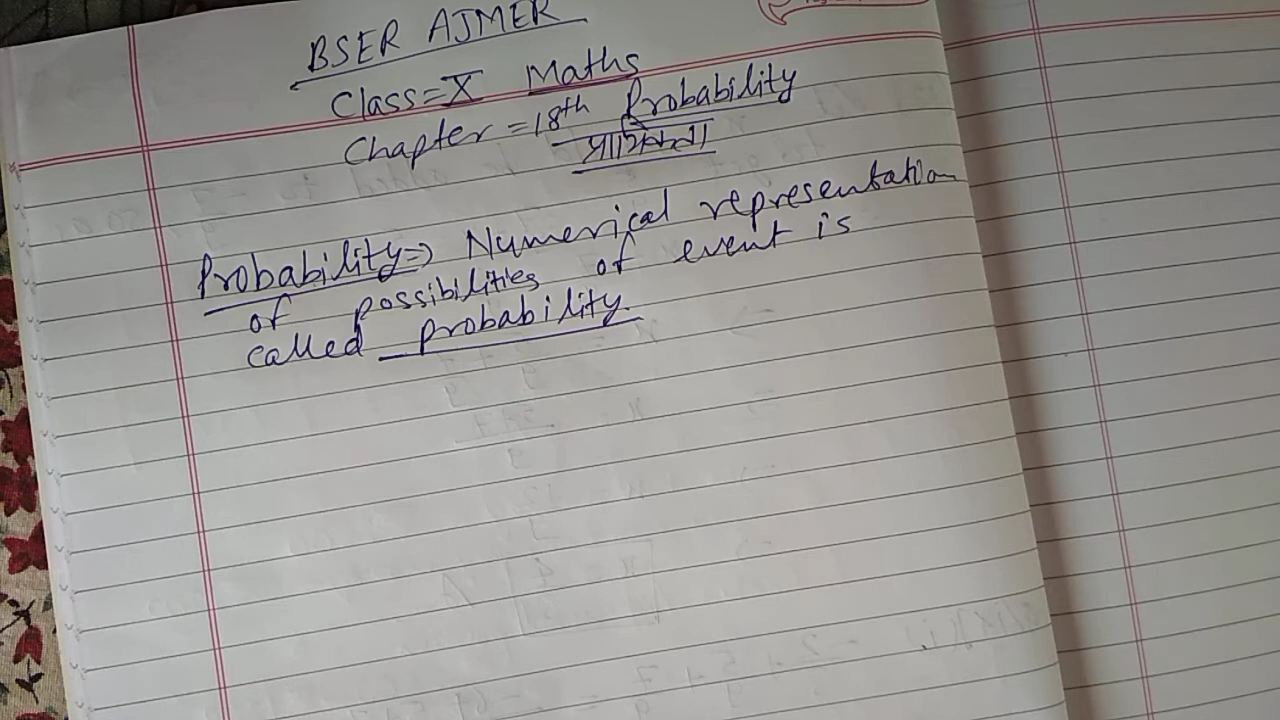 BSER AJMER
Class=X Maths
Chapter = 18th Probability
प्रायिकता
Probability=> Numerical representation
of possibilities of event is
called probability.